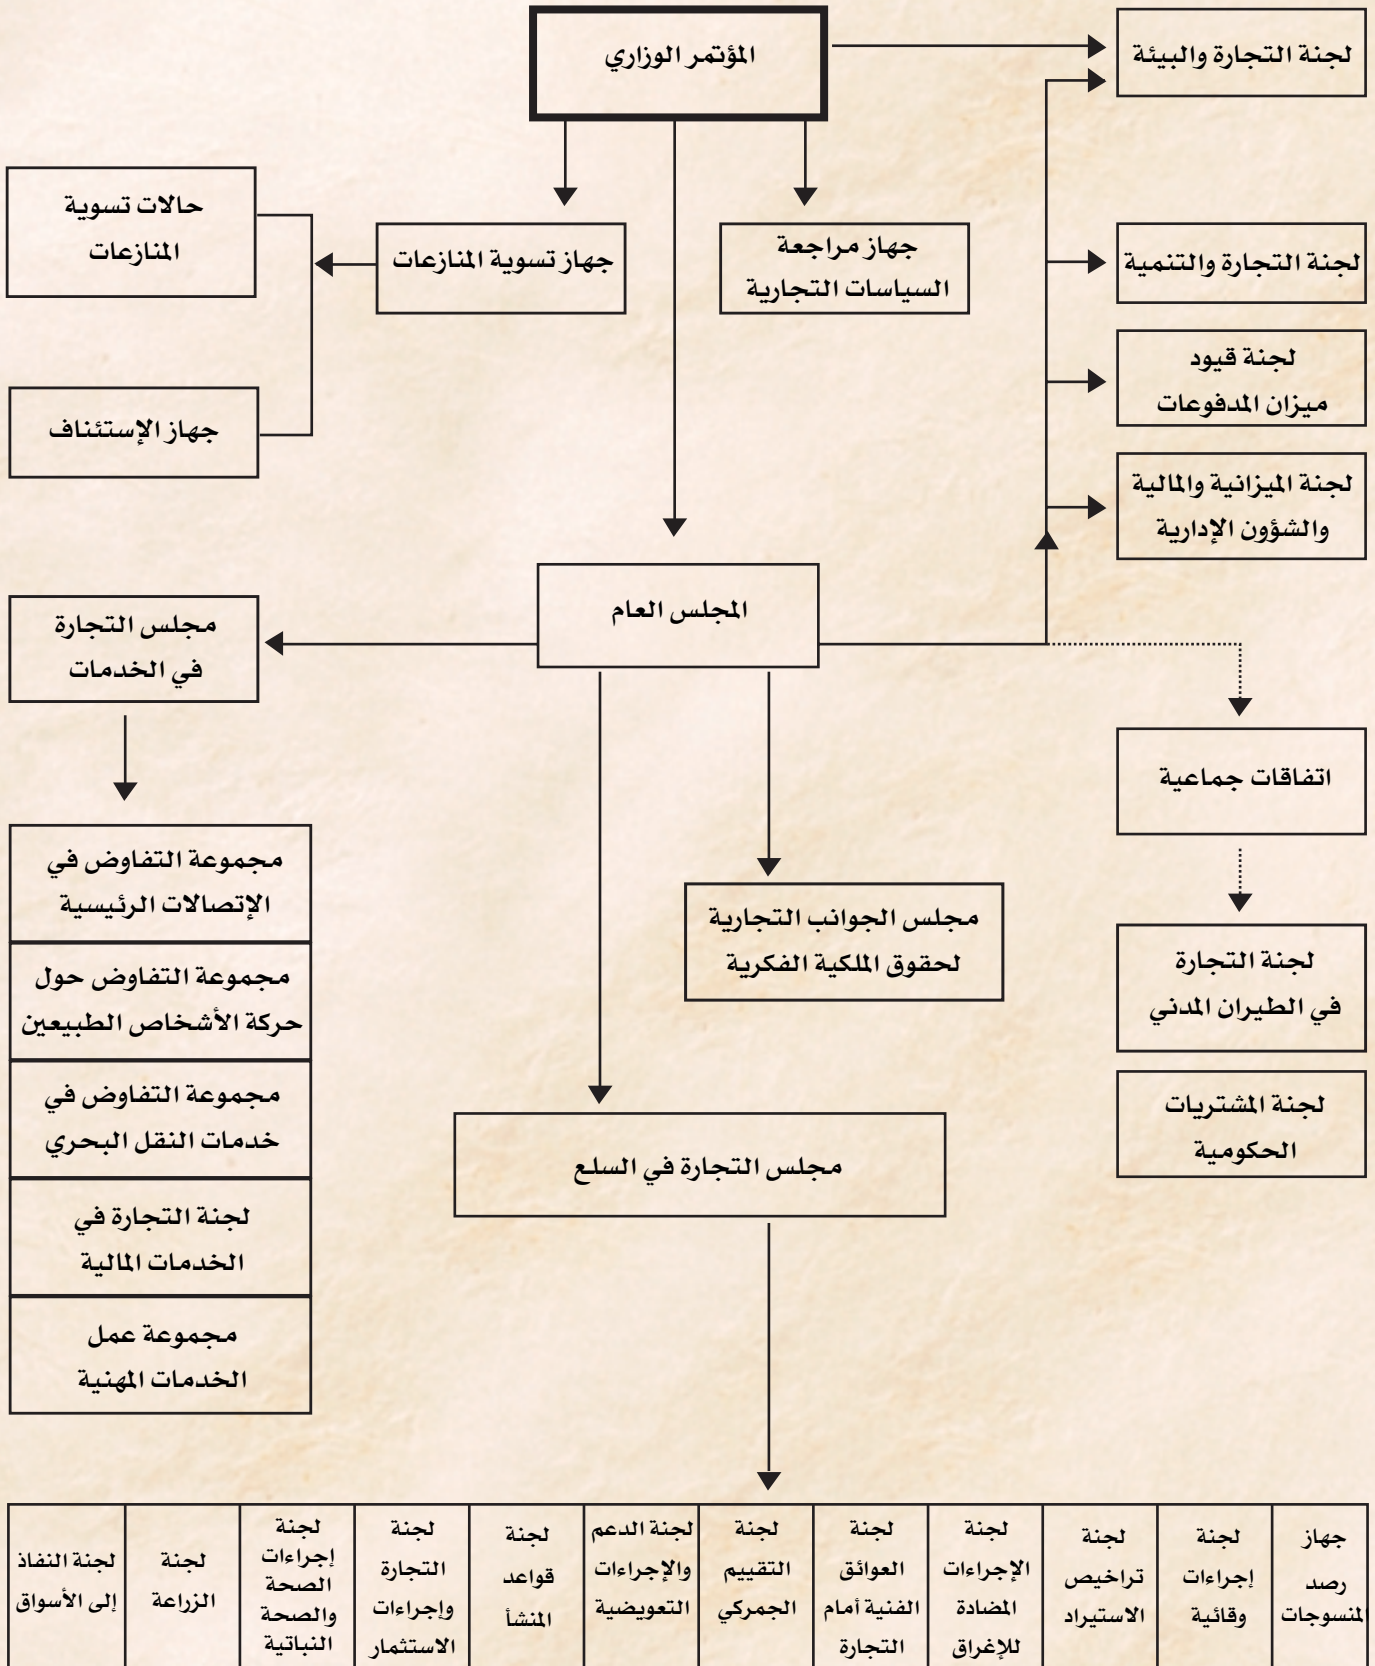 المؤتمر الوزاري
لجنة التجارة والبيئة
جهاز مراجعة
السياسات التجارية
جهاز تسوية المنازعات
حالات تسوية
المنازعات
جهاز الإستئناف
لجنة التجارة والتنمية
لجنة قيود
ميزان المدفوعات
لجنة الميزانية والمالية
والشؤون الإدارية
المجلس العام
مجلس التجارة
في الخدمات
اتفاقات جماعية
مجموعة التفاوض في
الإتصالات الرئيسية
مجموعة التفاوض حول
حركة الأشخاص الطبيعين
مجموعة التفاوض في
خدمات النقل البحري
لجنة التجارة في
الخدمات المالية
مجموعة عمل
الخدمات المهنية
مجلس الجوانب التجارية
لحقوق الملكية الفكرية
لجنة التجارة
في الطيران المدني
لجنة المشتريات
الحكومية
مجلس التجارة في السلع
جهاز
رصد
المنسوجات
لجنة
إجراءات
وقائية
لجنة
تراخيص
الاستيراد
لجنة
الإجراءات
المضادة
للإغراق
لجنة
العوائق
الفنية أمام
التجارة
لجنة
التقييم
الجمركي
لجنة الدعم
والإجراءات
التعويضية
لجنة
قواعد
المنشأ
لجنة
التجارة
وإجراءات
الاستثمار
لجنة
إجراءات
الصحة
والصحة
النباتية
لجنة
الزراعة
لجنة النفاذ
إلى الأسواق